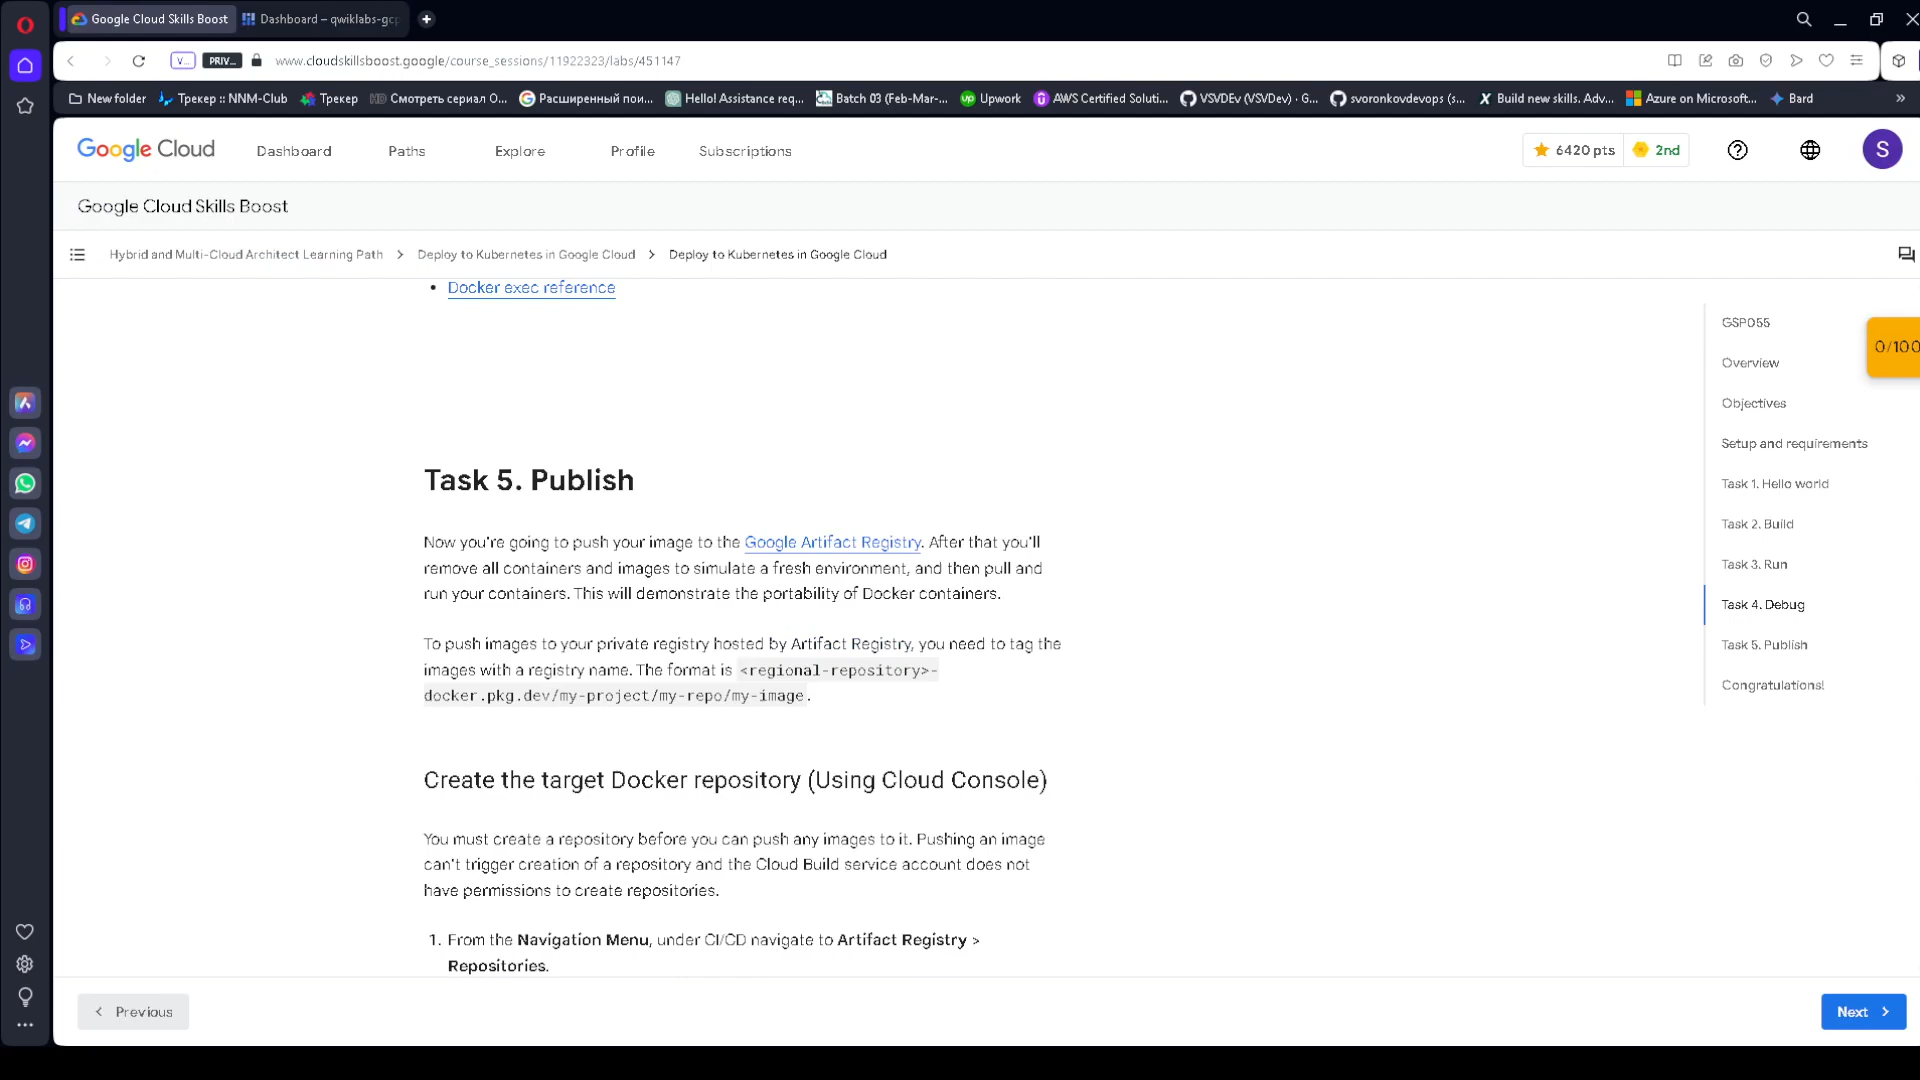 Google Cloud Skills Boost
Dashboard – qwiklabs-gcp
V...
PRIV...
www.cloudskillsboost.google/course_sessions/11922323/labs/451147
New folder
Трекер :: NNM-Club
Трекер
Смотреть сериал O...
Расширенный пои...
Hello! Assistance req...
Batch 03 (Feb-Mar-...
Upwork
AWS Certified Soluti...
VSVDEv (VSVDev) · G...
svoronkovdevops (s...
Build new skills. Adv...
Azure on Microsoft...
Bard
»
Google Cloud
Dashboard
Paths
Explore
Profile
Subscriptions
6420 pts
2nd
S
Google Cloud Skills Boost
Hybrid and Multi-Cloud Architect Learning Path > Deploy to Kubernetes in Google Cloud > Deploy to Kubernetes in Google Cloud
• Docker exec reference
Task 5. Publish
Now you're going to push your image to the Google Artifact Registry. After that you'll
remove all containers and images to simulate a fresh environment, and then pull and
run your containers. This will demonstrate the portability of Docker containers.
To push images to your private registry hosted by Artifact Registry, you need to tag the
images with a registry name. The format is <regional-repository>-
docker.pkg.dev/my-project/my-repo/my-image.
Create the target Docker repository (Using Cloud Console)
You must create a repository before you can push any images to it. Pushing an image
can't trigger creation of a repository and the Cloud Build service account does not
have permissions to create repositories.
1. From the Navigation Menu, under CI/CD navigate to Artifact Registry >
Repositories.
GSP055
Overview
Objectives
Setup and requirements
Task 1. Hello world
Task 2. Build
Task 3. Run
Task 4. Debug
Task 5. Publish
Congratulations!
0/100
< Previous
Next >